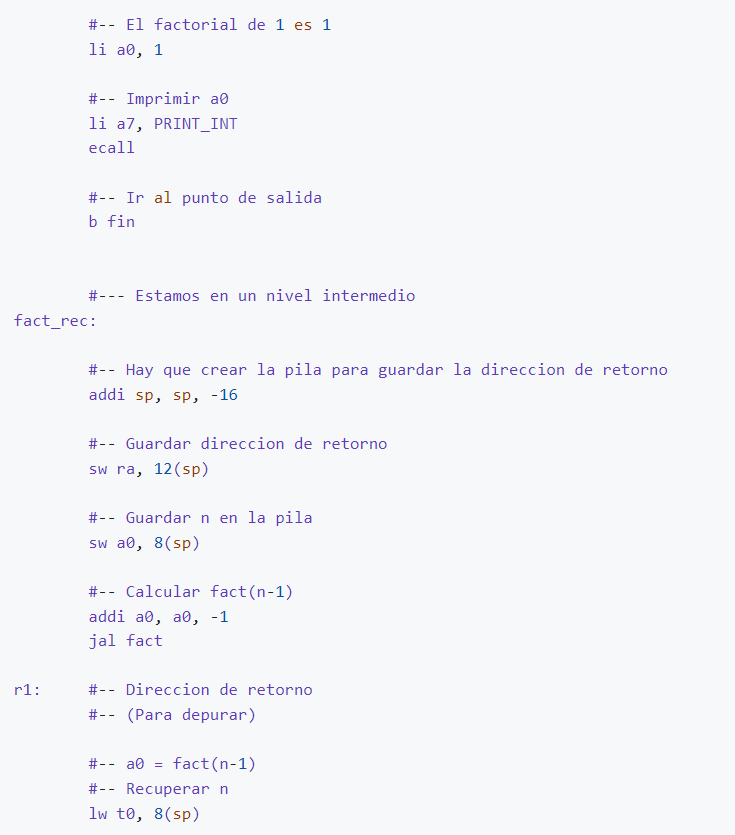 #-- El factorial de 1 es 1
li a0, 1
#-- Imprimir a0
li a7, PRINT_INT
ecall
#-- Ir al punto de salida
b fin
#--- Estamos en un nivel intermedio
fact_rec:
#-- Hay que crear la pila para guardar la direccion de retorno
addi sp, sp, -16
#-- Guardar direccion de retorno
sw ra, 12(sp)
#-- Guardar n en la pila
sw a0, 8(sp)
#-- Calcular fact(n-1)
addi a0, a0, -1
jal fact
r1: #-- Direccion de retorno
#-- (Para depurar)
#-- a0 = fact(n-1)
#-- Recuperar n
lw t0, 8(sp)